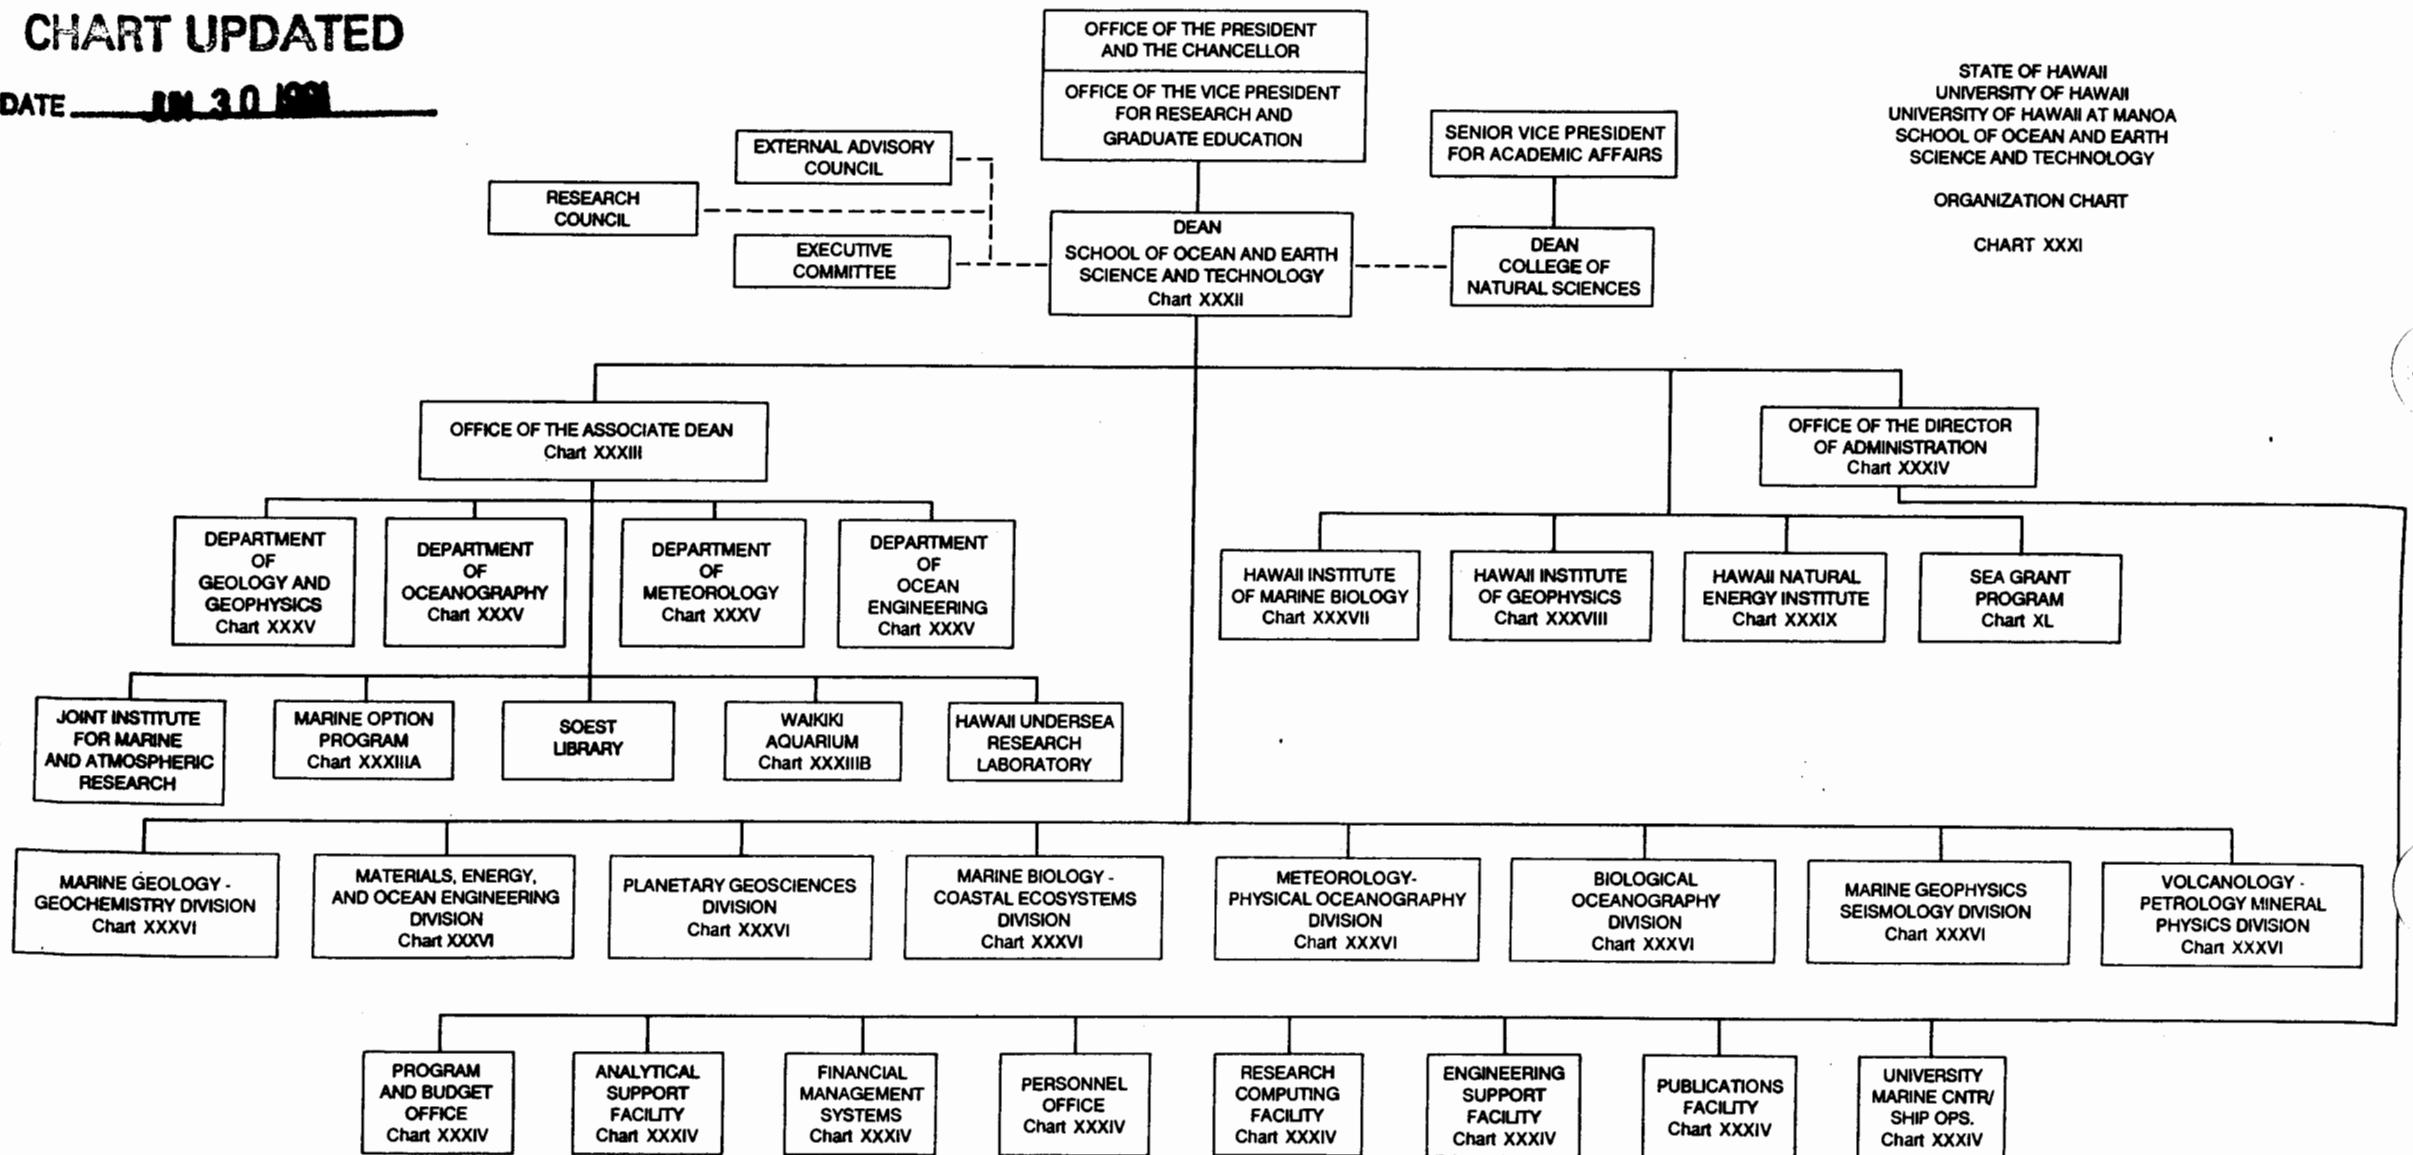 CHART UPDATED
DATE JUN 30 1991
OFFICE OF THE PRESIDENT
AND THE CHANCELLOR
OFFICE OF THE VICE PRESIDENT
FOR RESEARCH AND
GRADUATE EDUCATION
STATE OF HAWAII
UNIVERSITY OF HAWAII
UNIVERSITY OF HAWAII AT MANOA
SCHOOL OF OCEAN AND EARTH
SCIENCE AND TECHNOLOGY
ORGANIZATION CHART
CHART XXXI
EXTERNAL ADVISORY
COUNCIL
SENIOR VICE PRESIDENT
FOR ACADEMIC AFFAIRS
RESEARCH
COUNCIL
EXECUTIVE
COMMITTEE
DEAN
SCHOOL OF OCEAN AND EARTH
SCIENCE AND TECHNOLOGY
Chart XXXII
DEAN
COLLEGE OF
NATURAL SCIENCES
OFFICE OF THE ASSOCIATE DEAN
Chart XXXIII
OFFICE OF THE DIRECTOR
OF ADMINISTRATION
Chart XXXIV
DEPARTMENT
OF
GEOLOGY AND
GEOPHYSICS
Chart XXXV
DEPARTMENT
OF
OCEANOGRAPHY
Chart XXXV
DEPARTMENT
OF
METEOROLOGY
Chart XXXV
DEPARTMENT
OF
OCEAN
ENGINEERING
Chart XXXV
HAWAII INSTITUTE
OF MARINE BIOLOGY
Chart XXXVII
HAWAII INSTITUTE
OF GEOPHYSICS
Chart XXXVIII
HAWAII NATURAL
ENERGY INSTITUTE
Chart XXXIX
SEA GRANT
PROGRAM
Chart XL
JOINT INSTITUTE
FOR MARINE
AND ATMOSPHERIC
RESEARCH
MARINE OPTION
PROGRAM
Chart XXXIIIA
SOEST
LIBRARY
WAIKIKI
AQUARIUM
Chart XXXIIIB
HAWAII UNDERSEA
RESEARCH
LABORATORY
MARINE GEOLOGY -
GEOCHEMISTRY DIVISION
Chart XXXVI
MATERIALS, ENERGY,
AND OCEAN ENGINEERING
DIVISION
Chart XXXVI
PLANETARY GEOSCIENCES
DIVISION
Chart XXXVI
MARINE BIOLOGY -
COASTAL ECOSYSTEMS
DIVISION
Chart XXXVI
METEOROLOGY-
PHYSICAL OCEANOGRAPHY
DIVISION
Chart XXXVI
BIOLOGICAL
OCEANOGRAPHY
DIVISION
Chart XXXVI
MARINE GEOPHYSICS
SEISMOLOGY DIVISION
Chart XXXVI
VOLCANOLOGY -
PETROLOGY MINERAL
PHYSICS DIVISION
Chart XXXVI
PROGRAM
AND BUDGET
OFFICE
Chart XXXIV
ANALYTICAL
SUPPORT
FACILITY
Chart XXXIV
FINANCIAL
MANAGEMENT
SYSTEMS
Chart XXXIV
PERSONNEL
OFFICE
Chart XXXIV
RESEARCH
COMPUTING
FACILITY
Chart XXXIV
ENGINEERING
SUPPORT
FACILITY
Chart XXXIV
PUBLICATIONS
FACILITY
Chart XXXIV
UNIVERSITY
MARINE CNTR/
SHIP OPS.
Chart XXXIV